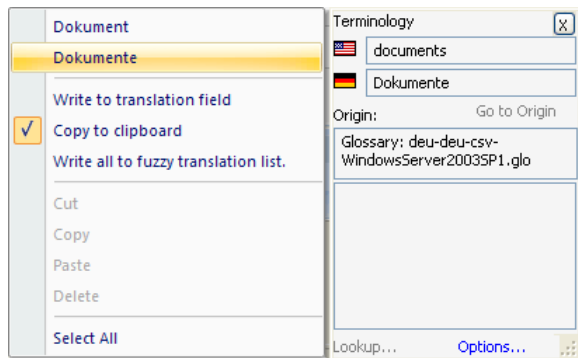 Dokument
Dokumente
Write to translation field
Copy to clipboard
Write all to fuzzy translation list.
Cut
Copy
Paste
Delete
Select All
Terminology
x
documents
Dokumente
Origin:
Go to Origin
Glossary: deu-deu-csv-
WindowsServer2003SP1.glo
Lookup...
Options...